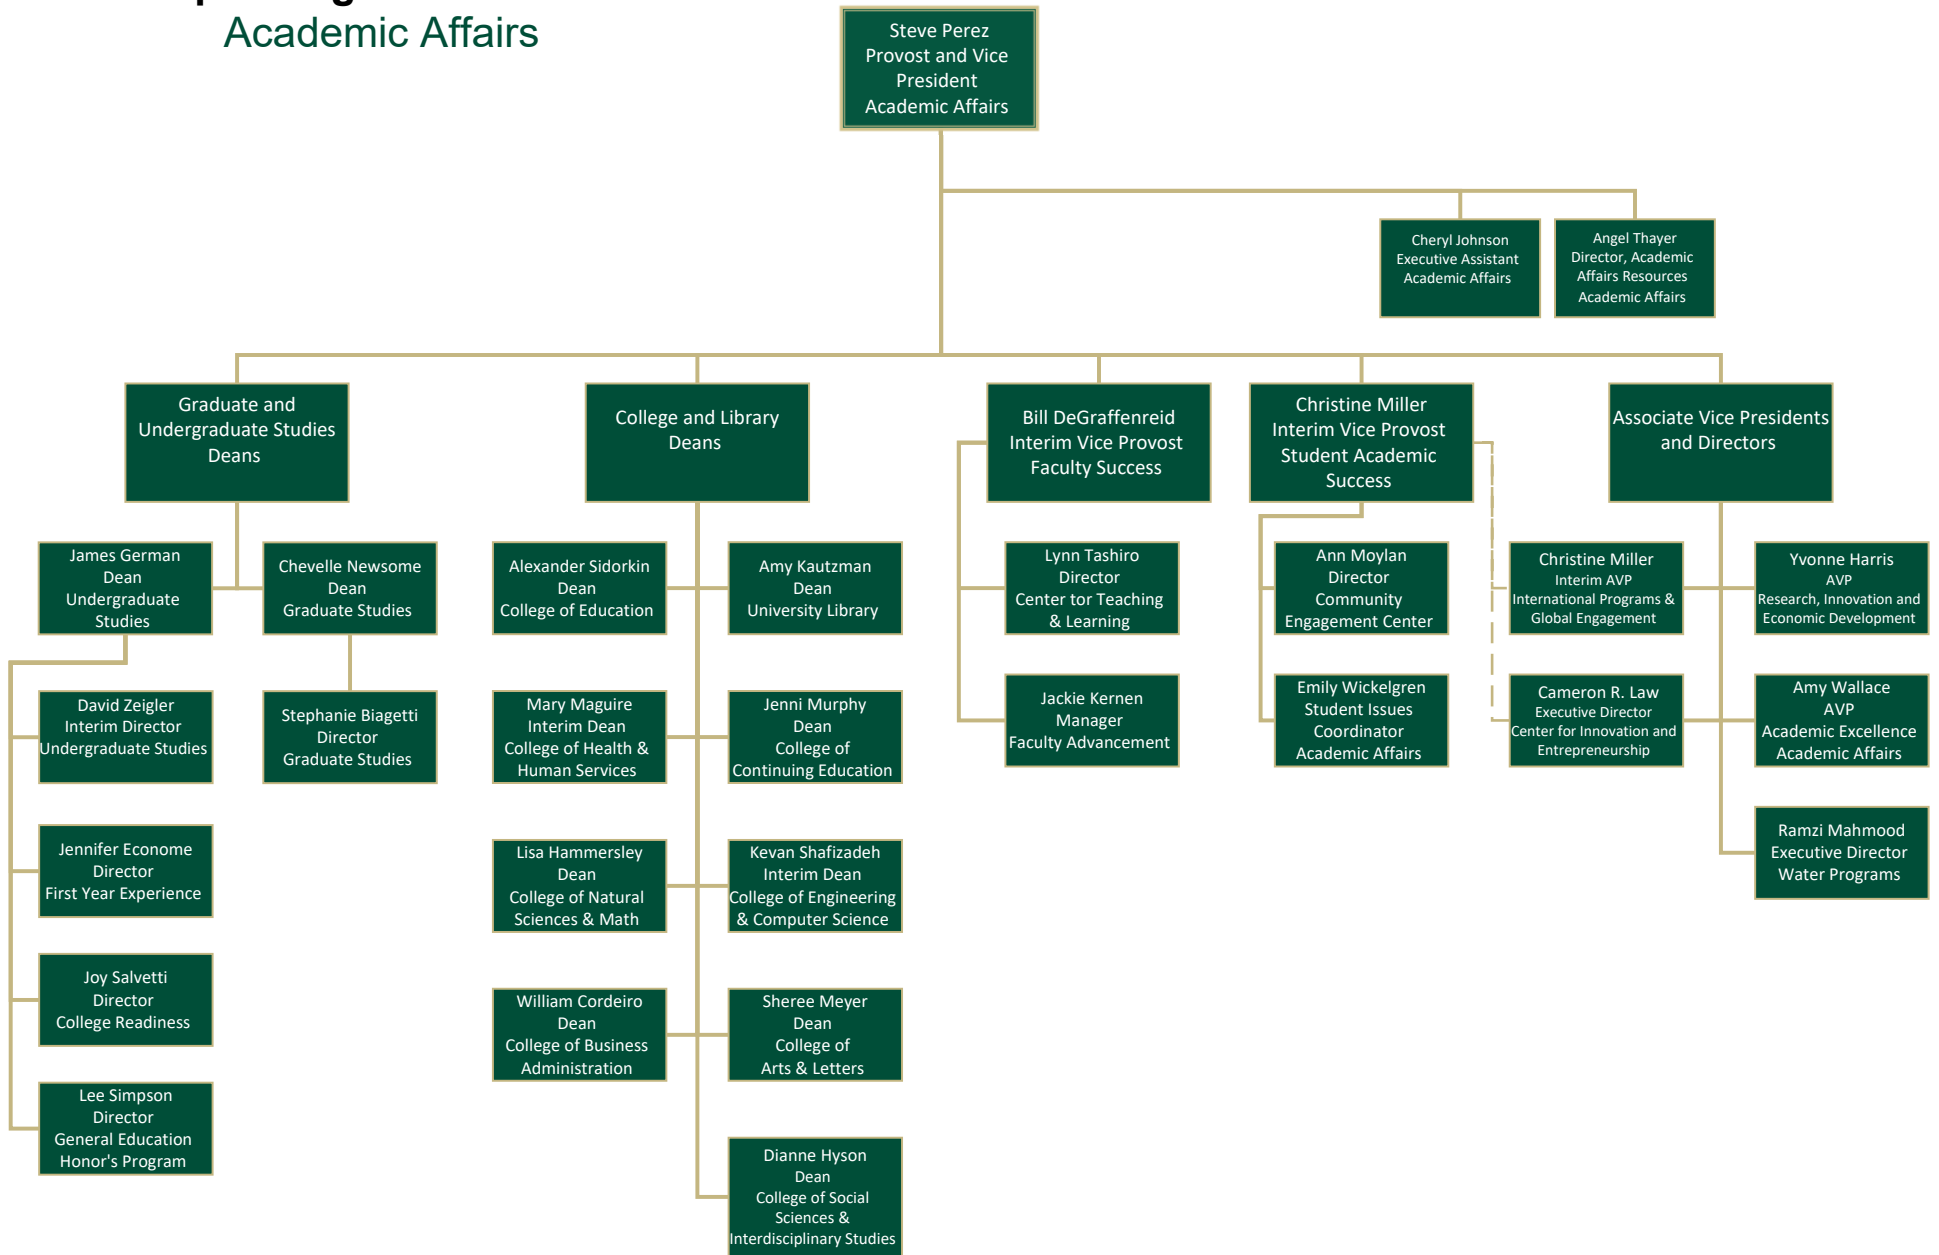 Academic Affairs
Steve Perez
Provost and Vice
President
Academic Affairs
Cheryl Johnson
Executive Assistant
Academic Affairs
Angel Thayer
Director, Academic
Affairs Resources
Academic Affairs
Graduate and
Undergraduate Studies
Deans
College and Library
Deans
Bill DeGraffenreid
Interim Vice Provost
Faculty Success
Christine Miller
Interim Vice Provost
Student Academic
Success
Associate Vice Presidents
and Directors
James German
Dean
Undergraduate
Studies
Chevelle Newsome
Dean
Graduate Studies
Alexander Sidorkin
Dean
College of Education
Amy Kautzman
Dean
University Library
Lynn Tashiro
Director
Center tor Teaching
& Learning
Ann Moylan
Director
Community
Engagement Center
Christine Miller
Interim AVP
International Programs &
Global Engagement
Yvonne Harris
AVP
Research, Innovation and
Economic Development
David Zeigler
Interim Director
Undergraduate Studies
Stephanie Biagetti
Director
Graduate Studies
Mary Maguire
Interim Dean
College of Health &
Human Services
Jenni Murphy
Dean
College of
Continuing Education
Jackie Kernen
Manager
Faculty Advancement
Emily Wickelgren
Student Issues
Coordinator
Academic Affairs
Cameron R. Law
Executive Director
Center for Innovation and
Entrepreneurship
Amy Wallace
AVP
Academic Excellence
Academic Affairs
Jennifer Econome
Director
First Year Experience
Lisa Hammersley
Dean
College of Natural
Sciences & Math
Kevan Shafizadeh
Interim Dean
College of Engineering
& Computer Science
Ramzi Mahmood
Executive Director
Water Programs
Joy Salvetti
Director
College Readiness
William Cordeiro
Dean
College of Business
Administration
Sheree Meyer
Dean
College of
Arts & Letters
Lee Simpson
Director
General Education
Honor's Program
Dianne Hyson
Dean
College of Social
Sciences &
Interdisciplinary Studies